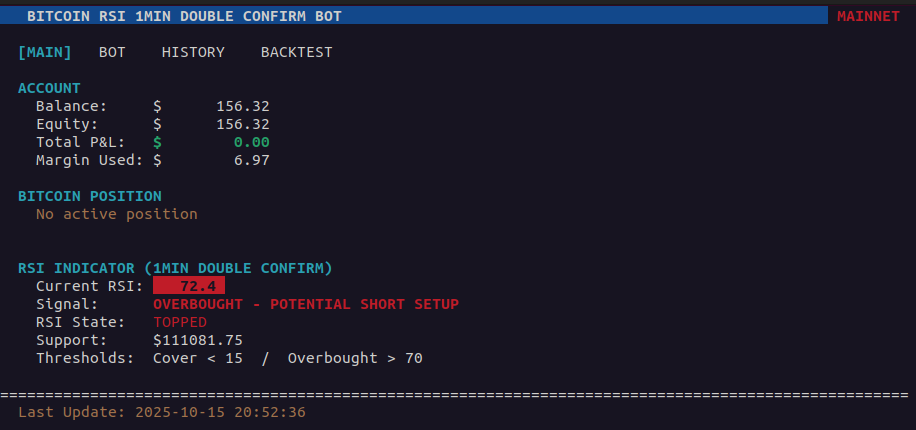 BITCOIN RSI 1MIN DOUBLE CONFIRM BOT MAINNET
[MAIN] BOT HISTORY BACKTEST
ACCOUNT
Balance: $ 156.32
Equity: $ 156.32
Total P&L: $ 0.00
Margin Used: $ 6.97
BITCOIN POSITION
No active position
RSI INDICATOR (1MIN DOUBLE CONFIRM)
Current RSI: 72.4
Signal: OVERBOUGHT - POTENTIAL SHORT SETUP
RSI State: TOPPED
Support: $111081.75
Thresholds: Cover < 15 / Overbought > 70
=====================================================================================================
Last Update: 2025-10-15 20:52:36